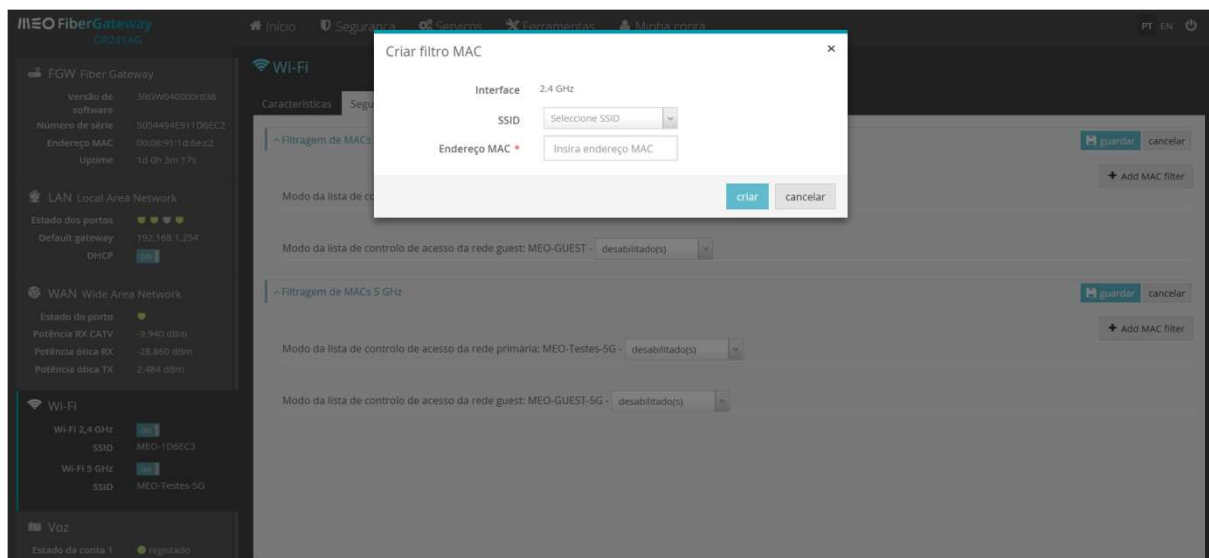 MEO FiberGateway
GR241AG
Início Segurança Serviços Ferramentas Minha conta
PT EN
FGW Fiber Gateway
Versão de software 3RGW040000r036
Número de série 5054494E911D6EC2
Endereço MAC 00:06:91:1d:6e:c2
Uptime 1d 0h 3m 17s
LAN Local Area Network
Estado dos portos
Default gateway 192.168.1.254
DHCP on
WAN Wide Area Network
Estado do porto
Potência RX CATV -9.940 dBm
Potência ótica RX -28.860 dBm
Potência ótica TX 2.484 dBm
Wi-Fi
Wi-Fi 2,4 GHz on
SSID MEO-1D6EC3
Wi-Fi 5 GHz on
SSID MEO-Testes-5G
Voz
Estado da conta 1 registado
Wi-Fi
Características Segu
Filtragem de MACs
guardar cancelar
+ Add MAC filter
Modo da lista de co
Modo da lista de controlo de acesso da rede guest: MEO-GUEST - desabilitado(s)
Filtragem de MACs 5 GHz
guardar cancelar
+ Add MAC filter
Modo da lista de controlo de acesso da rede primária: MEO-Testes-5G - desabilitado(s)
Modo da lista de controlo de acesso da rede guest: MEO-GUEST-5G - desabilitado(s)
Criar filtro MAC ×
Interface 2.4 GHz
SSID Seleccione SSID
Endereço MAC * Insira endereço MAC
criar cancelar